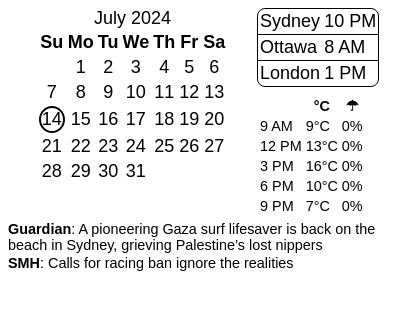 July 2024
Su Mo Tu We Th Fr Sa
1 2 3 4 5 6
7 8 9 10 11 12 13
14 15 16 17 18 19 20
21 22 23 24 25 26 27
28 29 30 31
Sydney 10 PM
Ottawa 8 AM
London 1 PM
°C ☂
9 AM 9°C 0%
12 PM 13°C 0%
3 PM 16°C 0%
6 PM 10°C 0%
9 PM 7°C 0%
Guardian: A pioneering Gaza surf lifesaver is back on the
beach in Sydney, grieving Palestine’s lost nippers
SMH: Calls for racing ban ignore the realities